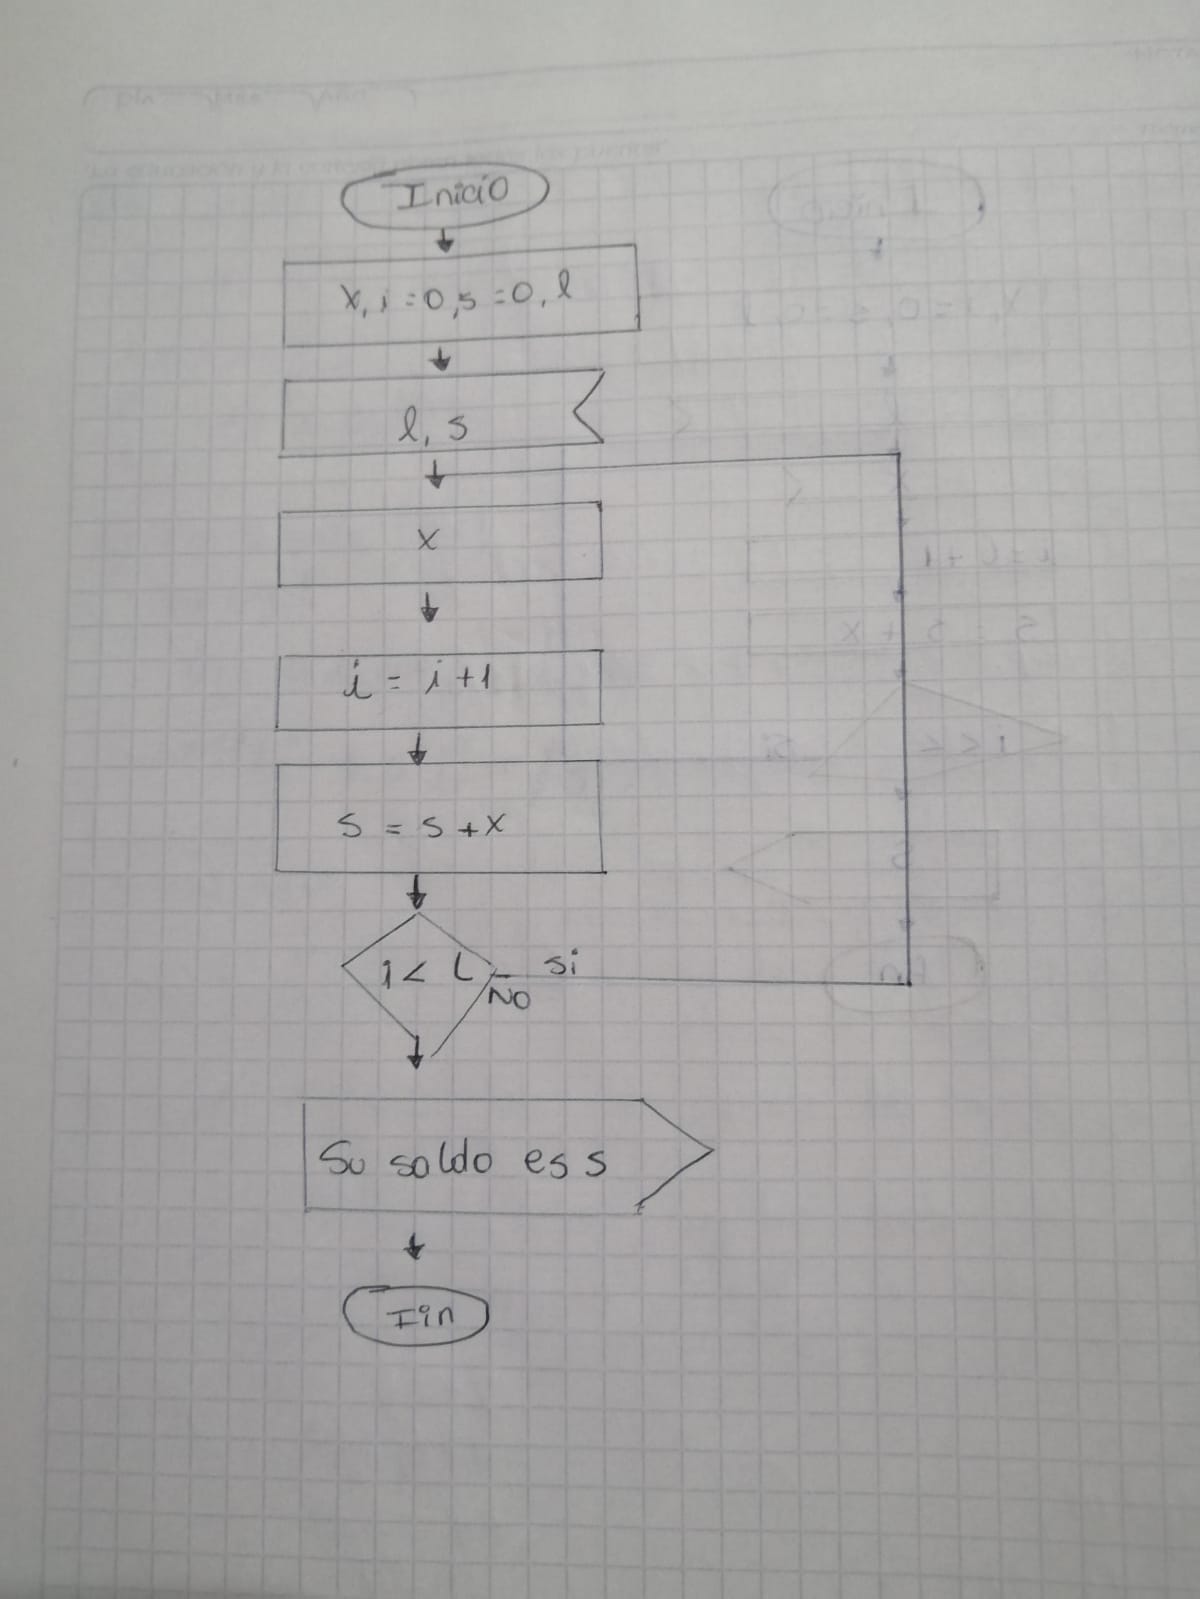 Inicio
x, i=0, s=0, l
l, s
x
i = i+1
s = s+x
i < L
Si
NO
Su saldo es s
Fin